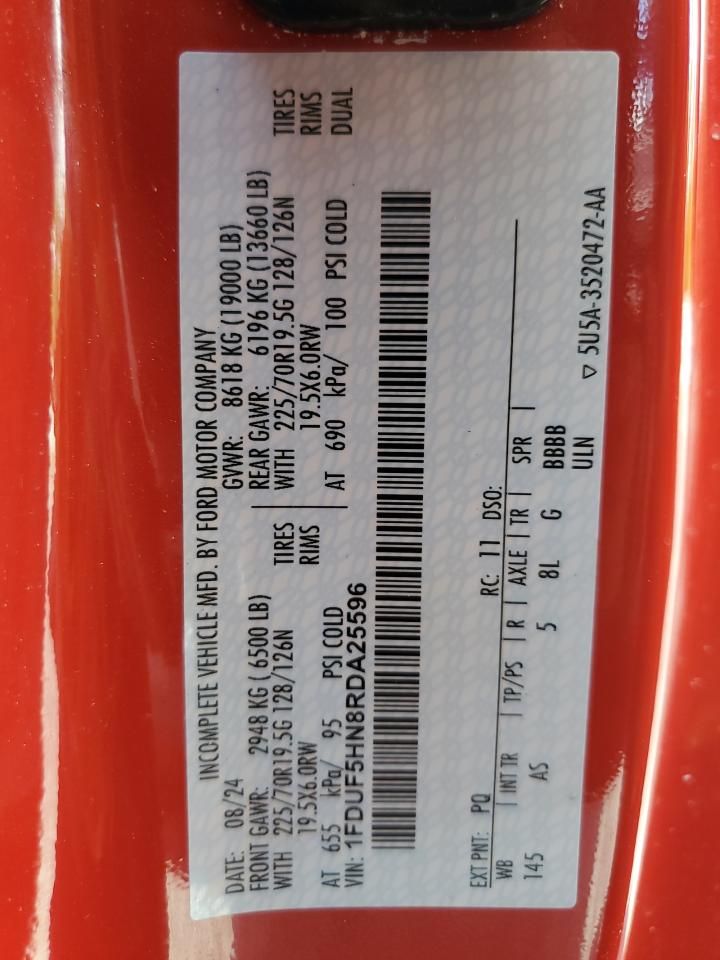 INCOMPLETE VEHICLE MFD. BY FORD MOTOR COMPANY
DATE: 08/24 GVWR: 8618 KG (19000 LB)
FRONT GAWR: 2948 KG (6500 LB) REAR GAWR: 6196 KG (13660 LB)
WITH 225/70R19.5G 128/126N TIRES WITH 225/70R19.5G 128/126N TIRES
19.5X6.0RW RIMS 19.5X6.0RW RIMS
AT 655 kPa/ 95 PSI COLD AT 690 kPa/ 100 PSI COLD DUAL
VIN: 1FDUF5HN8RDA25596
EXT PNT: PQ RC: 11 DSO:
WB | INT TR | TP/PS | R | AXLE | TR | SPR |
145 AS 5 8L G BBBB
ULN ▽ 5U5A-3520472-AA